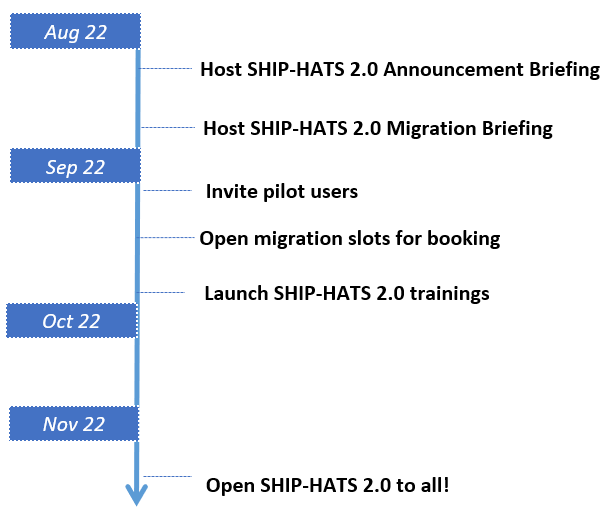 Aug 22
Host SHIP-HATS 2.0 Announcement Briefing
Host SHIP-HATS 2.0 Migration Briefing
Sep 22
Invite pilot users
Open migration slots for booking
Launch SHIP-HATS 2.0 trainings
Oct 22
Nov 22
Open SHIP-HATS 2.0 to all!